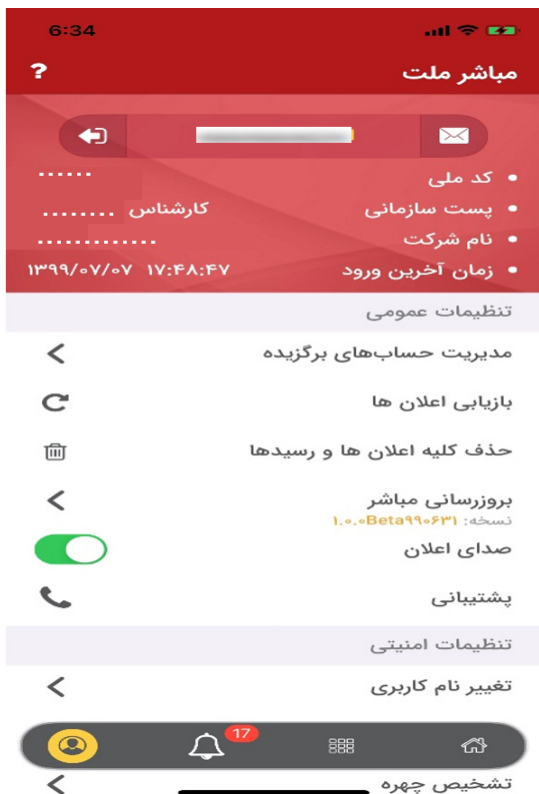 6:34
مباشر ملت
?
کد ملی ......
پست سازمانی کارشناس ........
نام شرکت .............
زمان آخرین ورود ۱۳۹۹/۰۷/۰۷ ۱۷:۴۸:۴۷
تنظیمات عمومی
مدیریت حساب‌های برگزیده
بازیابی اعلان ها
حذف کلیه اعلان ها و رسیدها
بروزرسانی مباشر
نسخه: ۱.۰.۰Beta۹۹۰۶۳۱
صدای اعلان
پشتیبانی
تنظیمات امنیتی
تغییر نام کاربری
17
تشخیص چهره